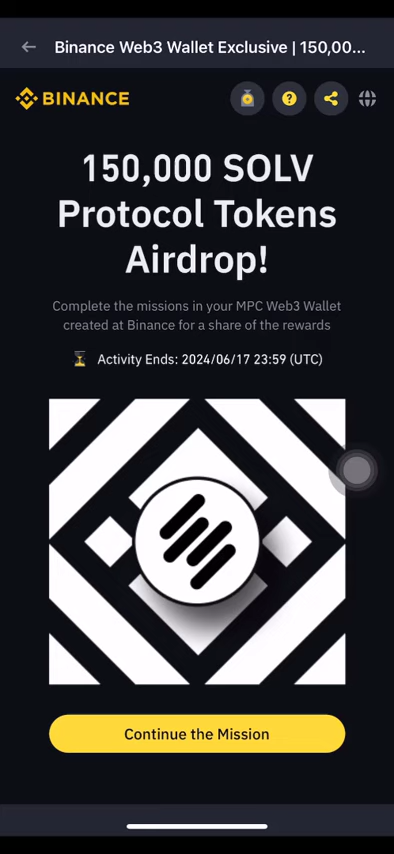 Binance Web3 Wallet Exclusive | 150,00...
BINANCE
150,000 SOLV
Protocol Tokens
Airdrop!
Complete the missions in your MPC Web3 Wallet
created at Binance for a share of the rewards
Activity Ends: 2024/06/17 23:59 (UTC)
Continue the Mission